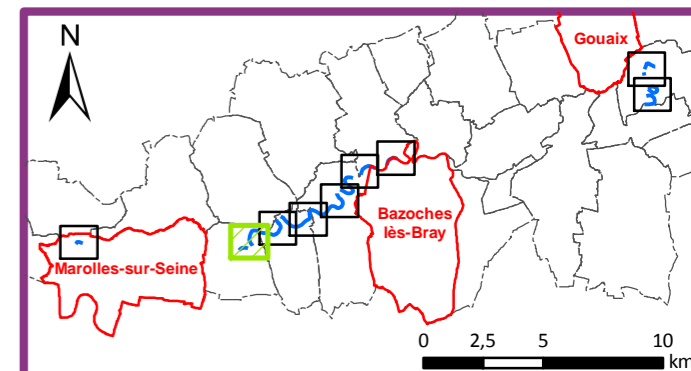 N
Gouaix
Bazoches
lès-Bray
Marolles-sur-Seine
0 2,5 5 10
km